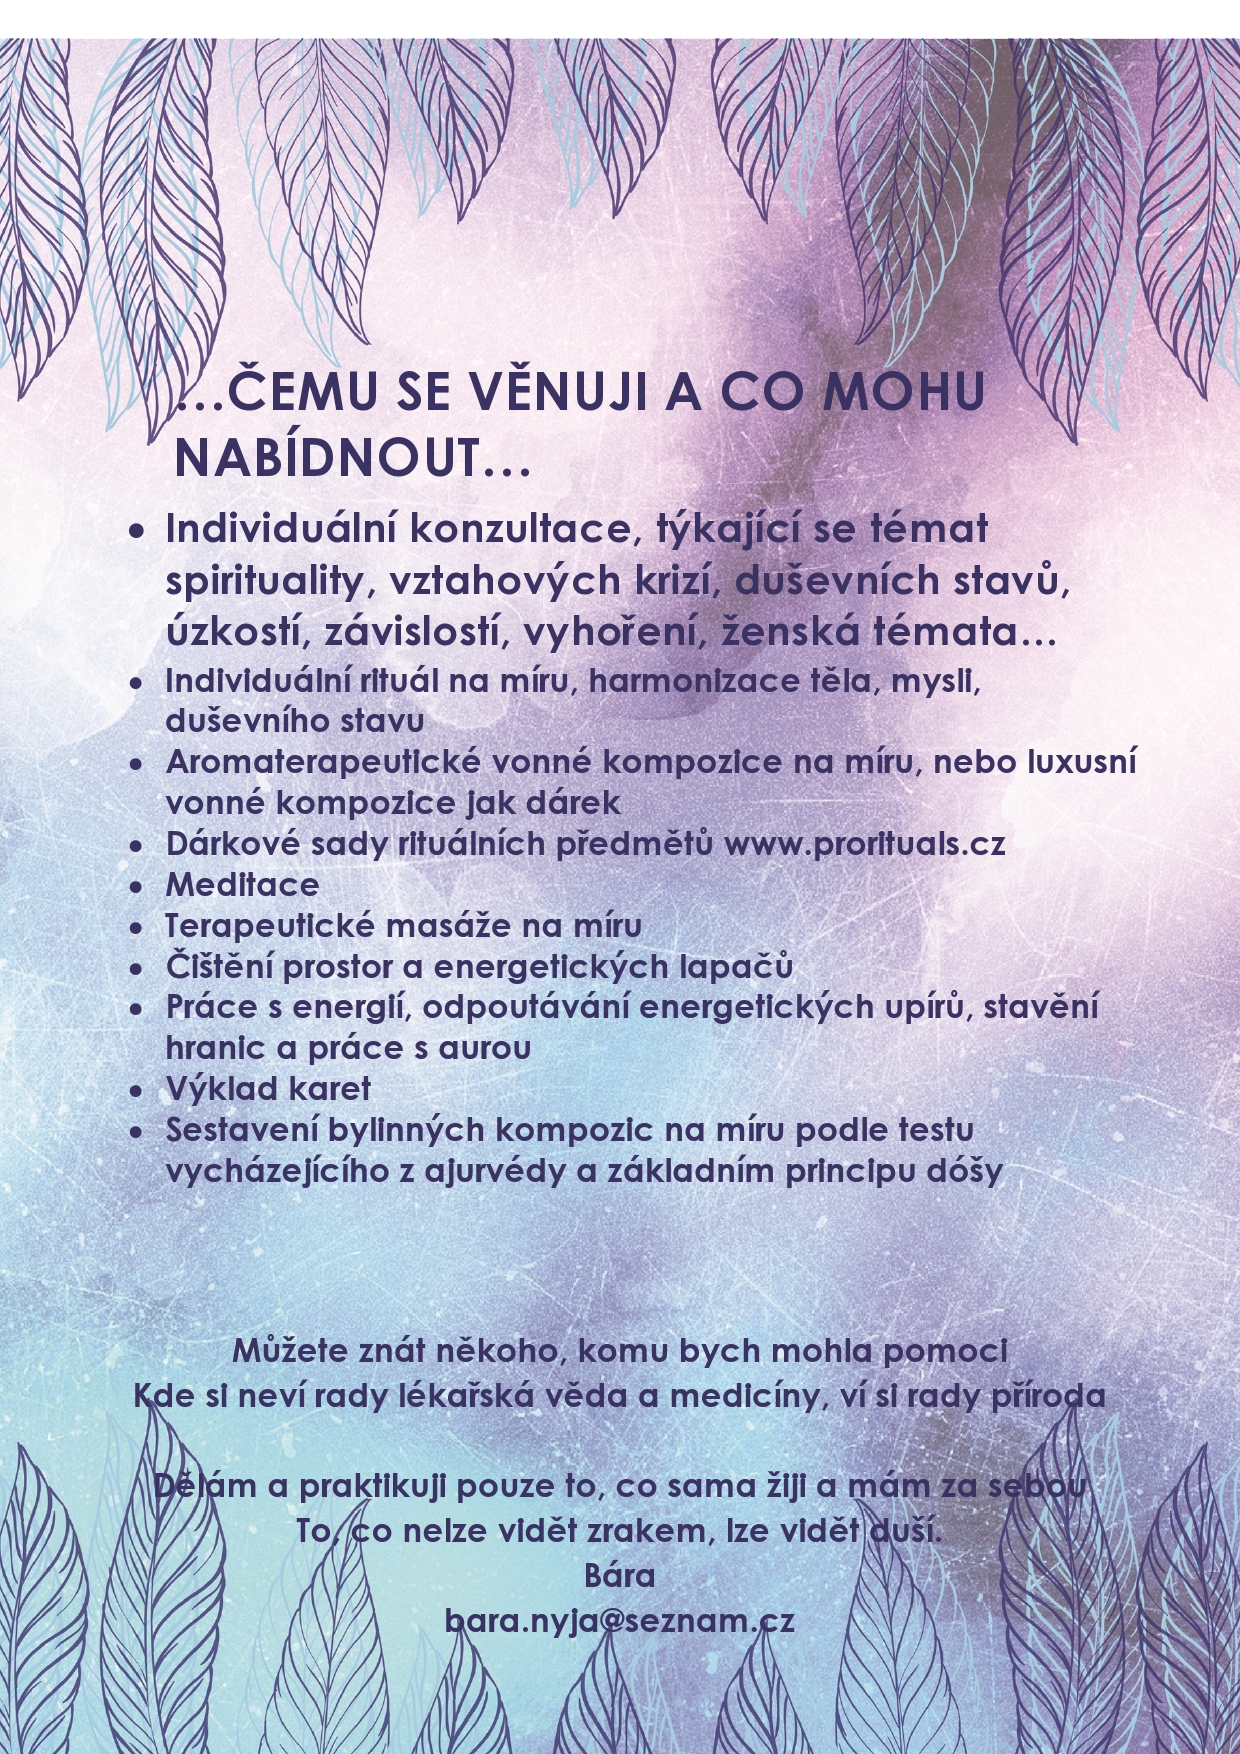 ...ČEMU SE VĚNUJI A CO MOHU
NABÍDNOUT...
• Individuální konzultace, týkající se témat
spirituality, vztahových krizí, duševních stavů,
úzkostí, závislostí, vyhoření, ženská témata...
• Individuální rituál na míru, harmonizace těla, mysli,
duševního stavu
• Aromaterapeutické vonné kompozice na míru, nebo luxusní
vonné kompozice jak dárek
• Dárkové sady rituálních předmětů www.prorituals.cz
• Meditace
• Terapeutické masáže na míru
• Čištění prostor a energetických lapačů
• Práce s energií, odpoutávání energetických upírů, stavění
hranic a práce s aurou
• Výklad karet
• Sestavení bylinných kompozic na míru podle testu
vycházejícího z ajurvédy a základním principu dóšy
Můžete znát někoho, komu bych mohla pomoci
Kde si neví rady lékařská věda a medicíny, ví si rady příroda
Dělám a praktikuji pouze to, co sama žiji a mám za sebou
To, co nelze vidět zrakem, lze vidět duší.
Bára
bara.nyja@seznam.cz